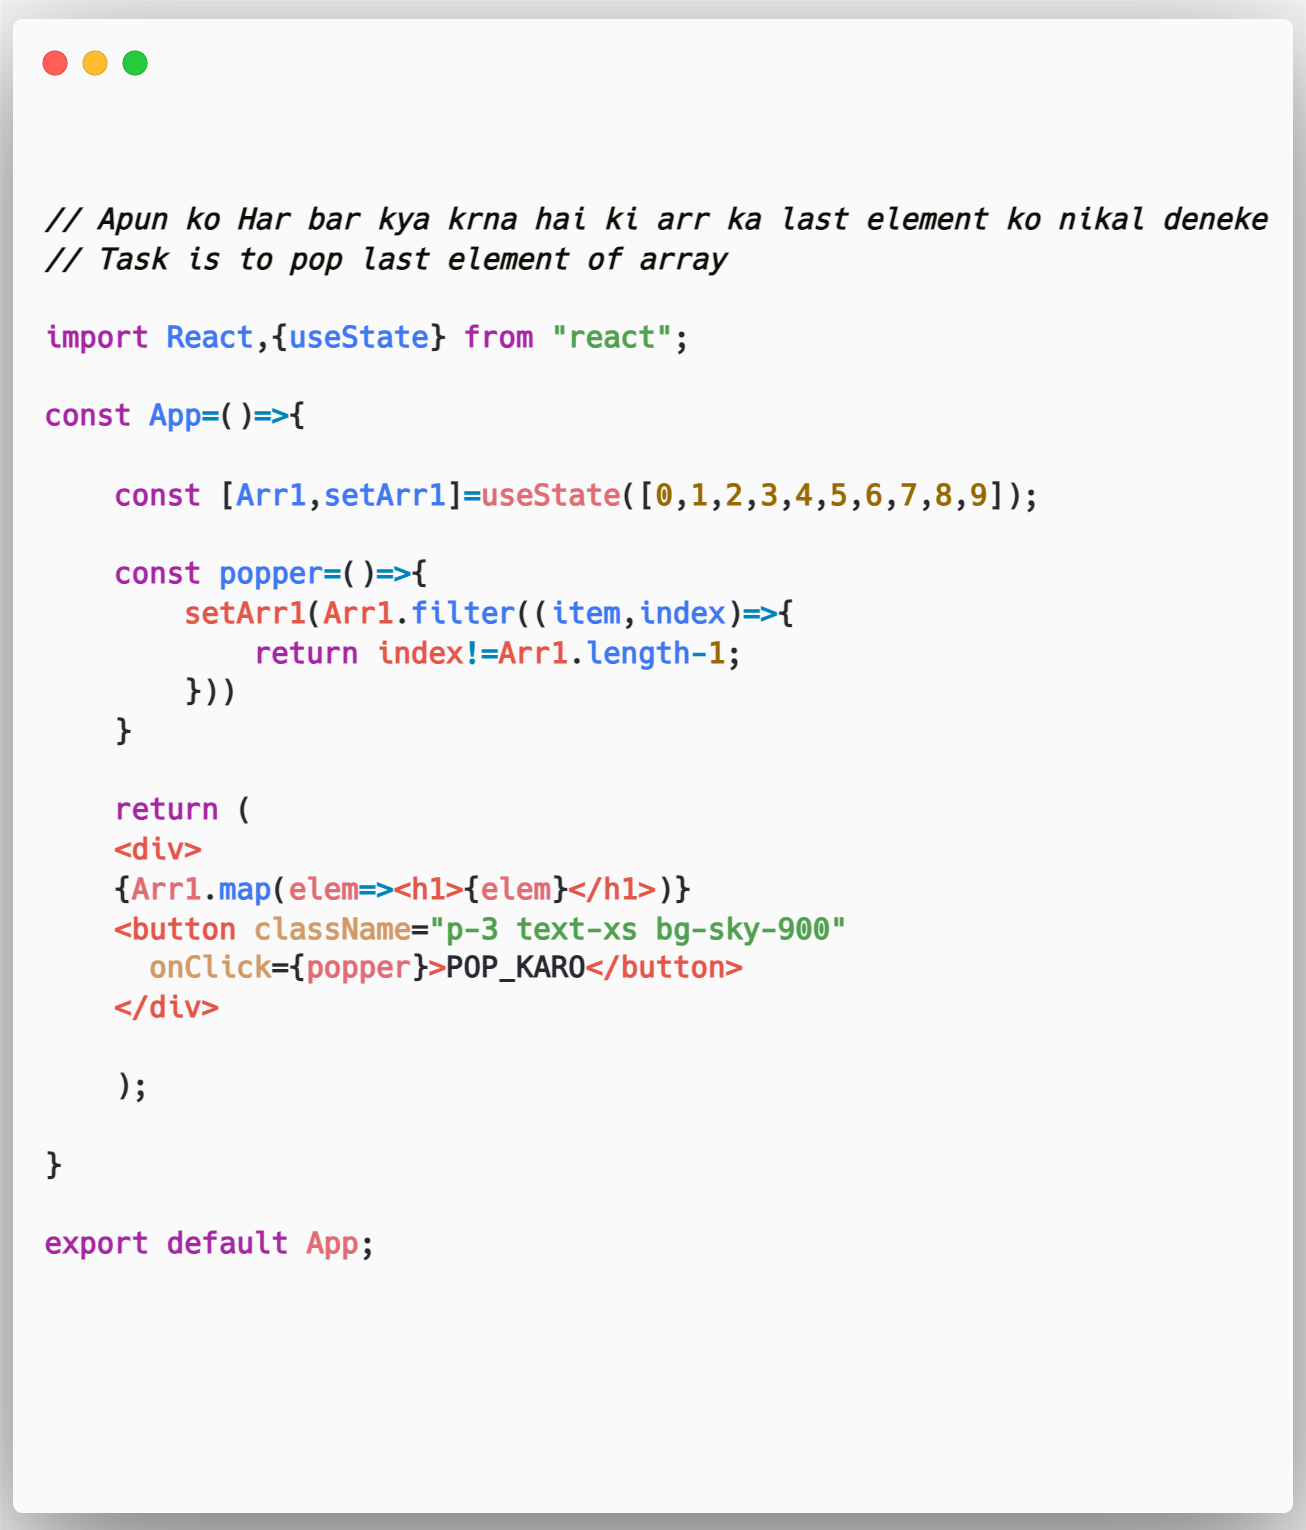 // Apun ko Har bar kya krna hai ki arr ka last element ko nikal deneke
// Task is to pop last element of array
import React,{useState} from "react";
const App=()=>{
const [Arr1,setArr1]=useState([0,1,2,3,4,5,6,7,8,9]);
const popper=()=>{
setArr1(Arr1.filter((item,index)=>{
return index!=Arr1.length-1;
}))
}
return (
<div>
{Arr1.map(elem=><h1>{elem}</h1>)}
<button className="p-3 text-xs bg-sky-900"
onClick={popper}>POP_KARO</button>
</div>
);
}
export default App;